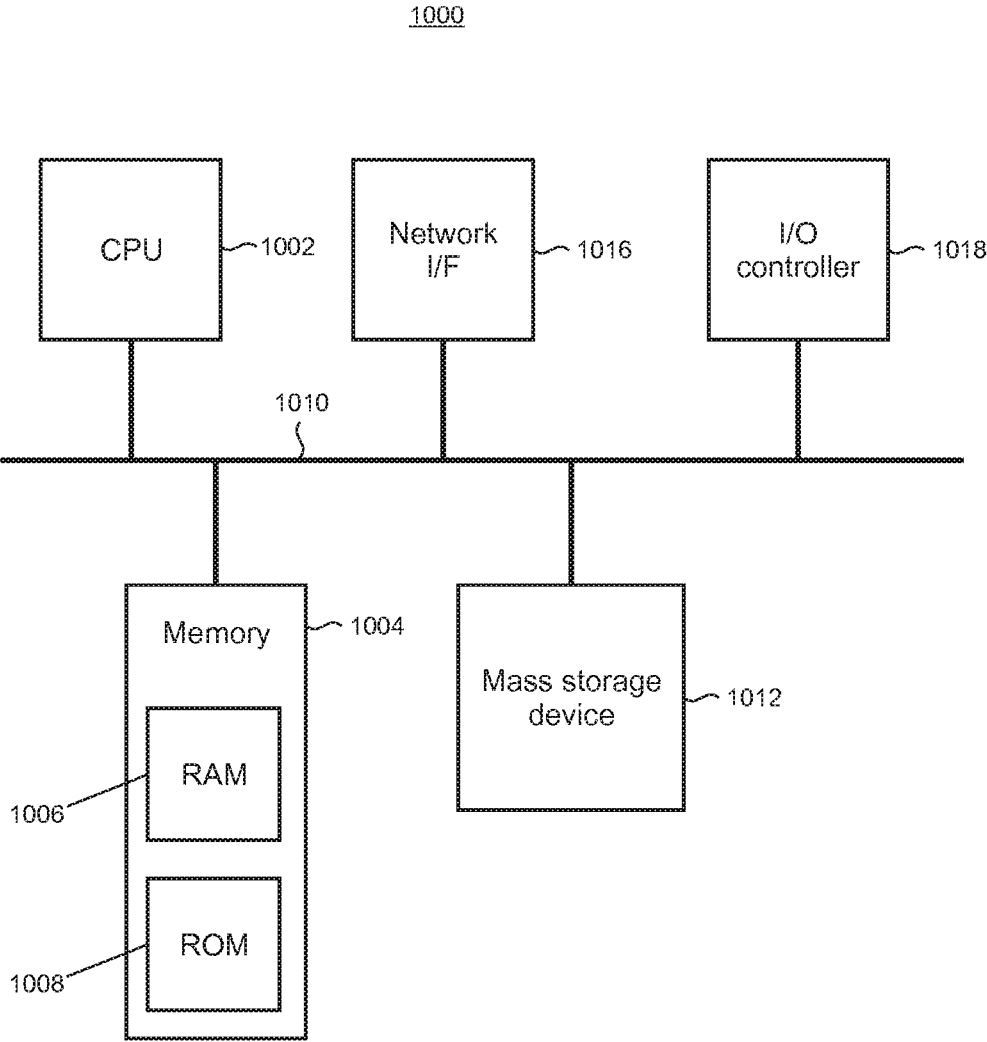 1000
CPU
1002
Network
I/F
1016
I/O
controller
1018
1010
Memory
1004
RAM
1006
ROM
1008
Mass storage
device
1012